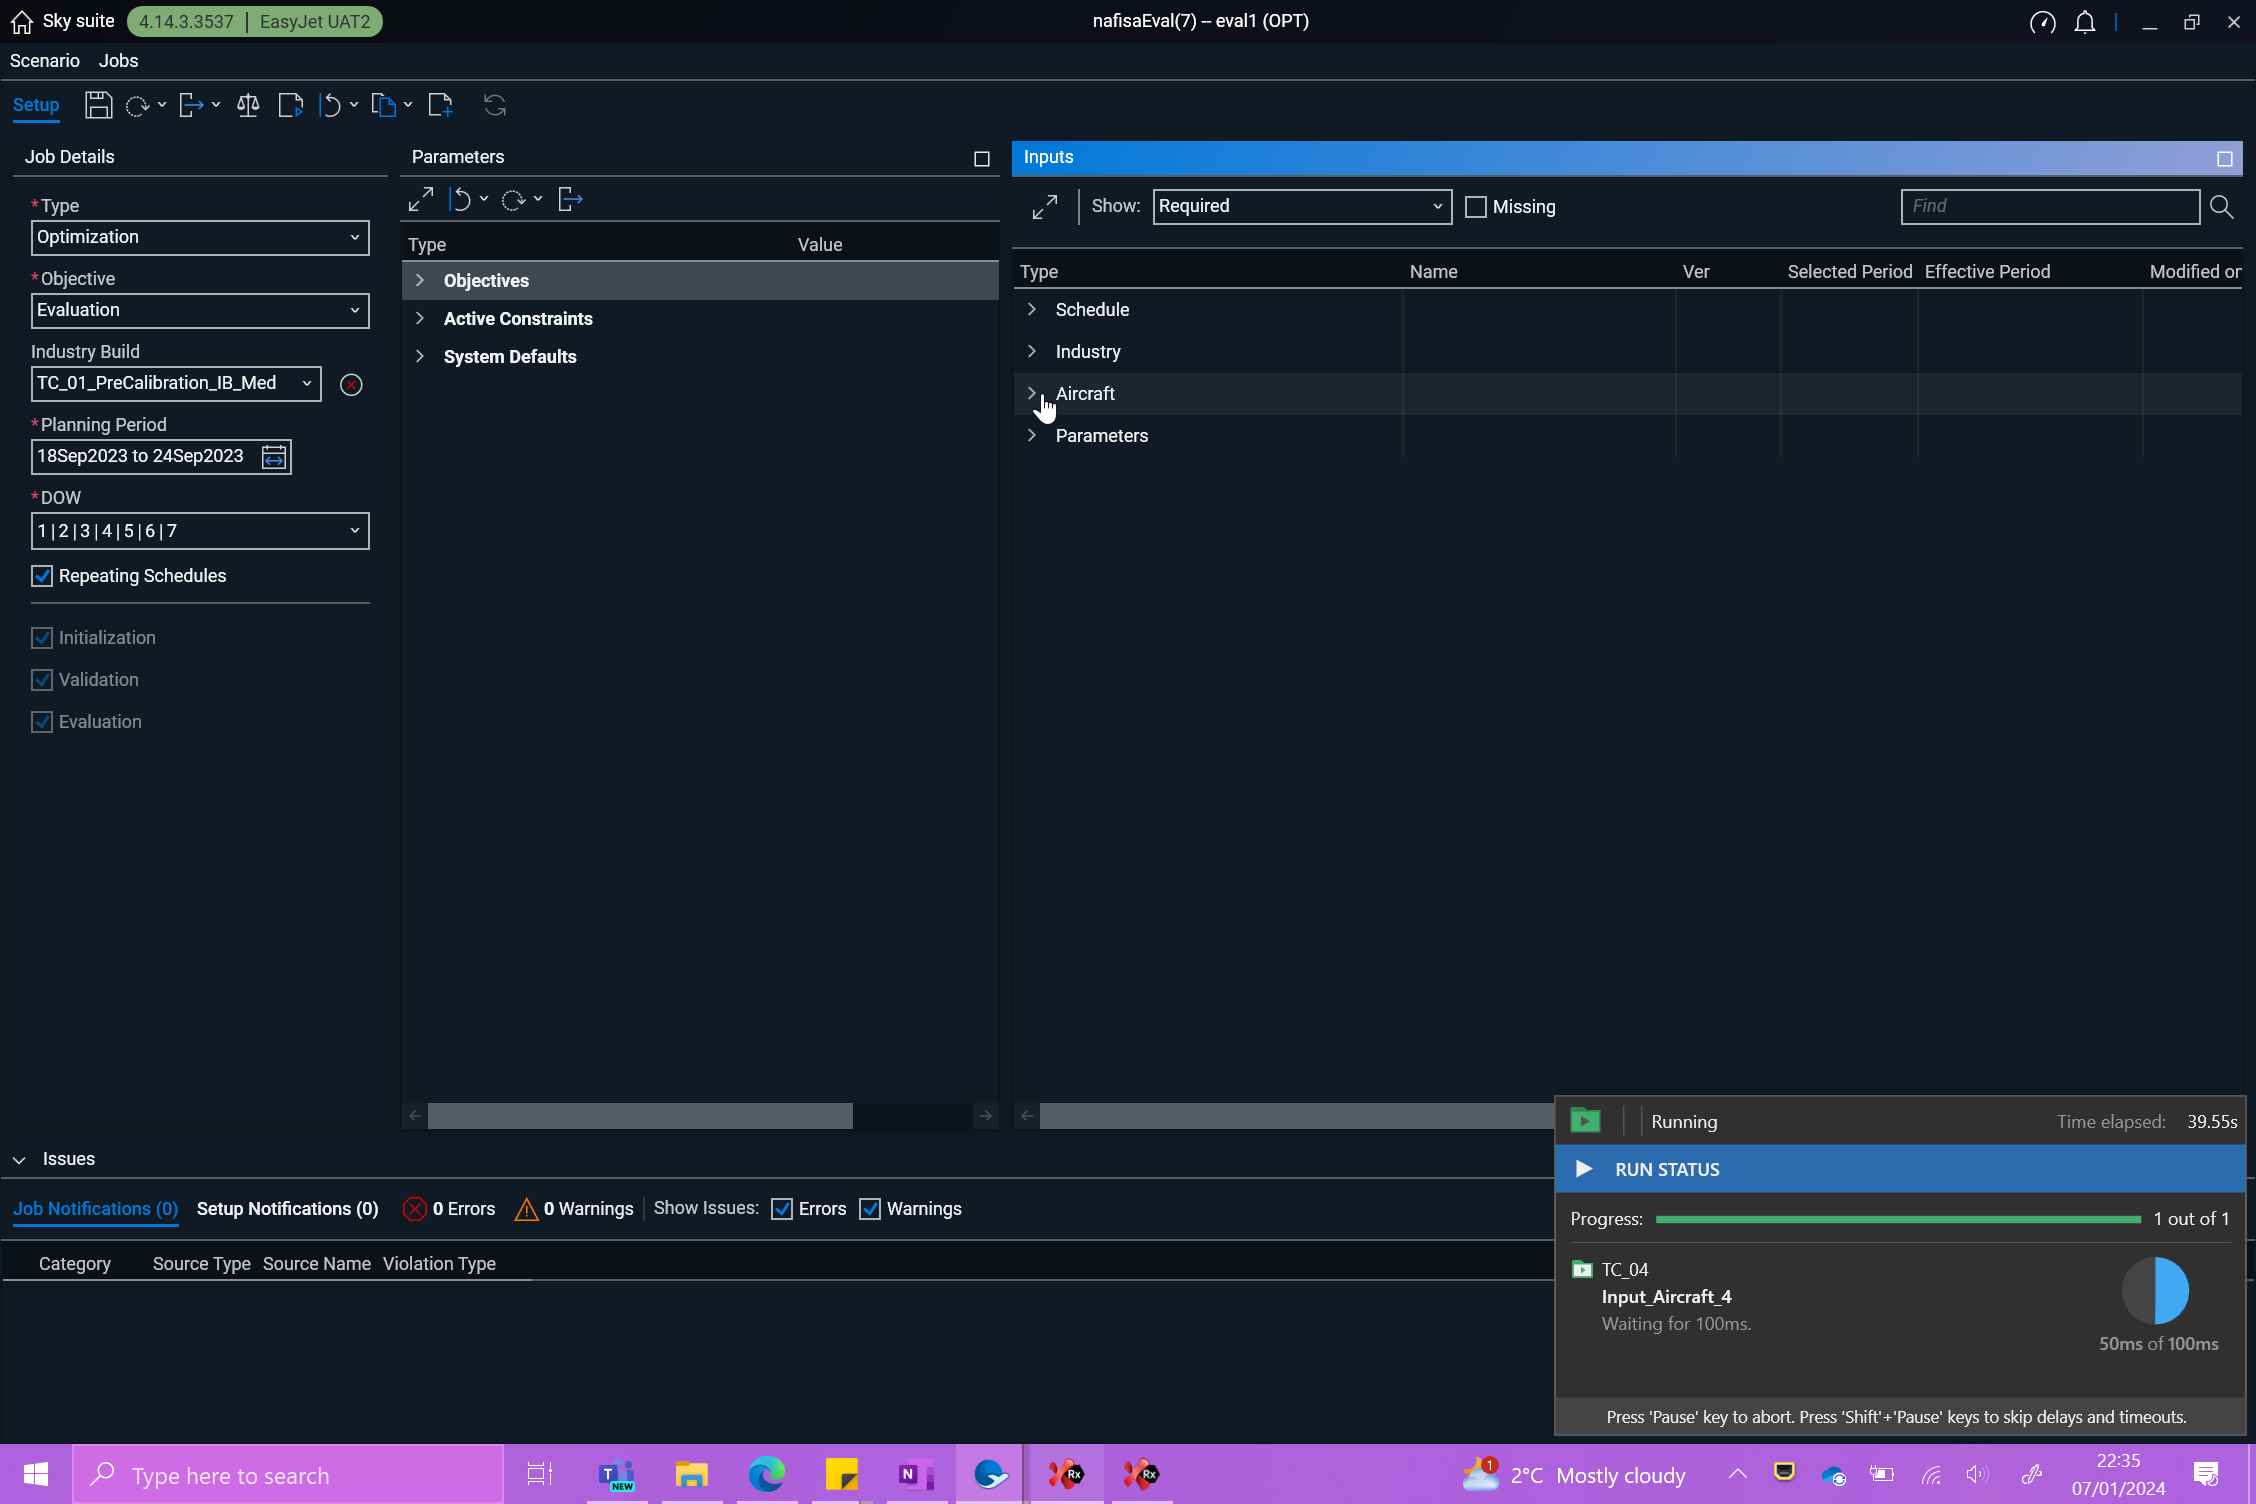 Sky suite 4.14.3.3537 | EasyJet UAT2 nafisaEval(7) -- eval1 (OPT)
Scenario Jobs
Setup
Job Details
*Type
Optimization
*Objective
Evaluation
Industry Build
TC_01_PreCalibration_IB_Med
*Planning Period
18Sep2023 to 24Sep2023
*DOW
1|2|3|4|5|6|7
Repeating Schedules
Initialization
Validation
Evaluation
Parameters
Type Value
Objectives
Active Constraints
System Defaults
Inputs
Show: Required Missing Find
Type Name Ver Selected Period Effective Period Modified or
Schedule
Industry
Aircraft
Parameters
Issues
Job Notifications (0) Setup Notifications (0) 0 Errors 0 Warnings Show Issues: Errors Warnings
Category Source Type Source Name Violation Type
Running Time elapsed: 39.55s
RUN STATUS
Progress: 1 out of 1
TC_04
Input_Aircraft_4
Waiting for 100ms.
50ms of 100ms
Press 'Pause' key to abort. Press 'Shift'+'Pause' keys to skip delays and timeouts.
Type here to search
T
NEW
N
Rx
Rx
1
2°C Mostly cloudy
22:35
07/01/2024